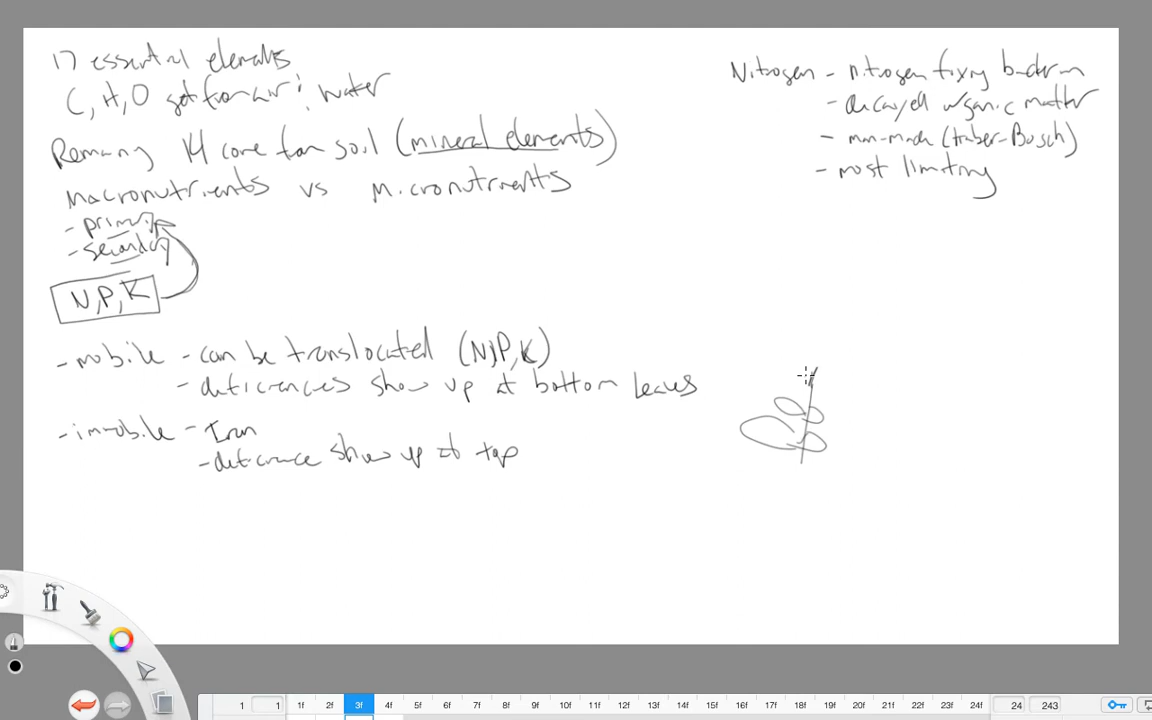 17 essential elements
C, H, O get from air & water
Remaining 14 come from soil (mineral elements)
Macronutrients vs Micronutrients
- primary
- secondary
N, P, K
- mobile - can be translocated (N, P, K)
- deficiencies show up at bottom leaves
- immobile - Iron
- deficiencie show up at top
Nitrogen - nitrogen fixing bacteria
- decayed organic matter
- man-made (Haber-Bosch)
- most limiting
1 1 1f 2f 3f 4f 5f 6f 7f 8f 9f 10f 11f 12f 13f 14f 15f 16f 17f 18f 19f 20f 21f 22f 23f 24f 24 243